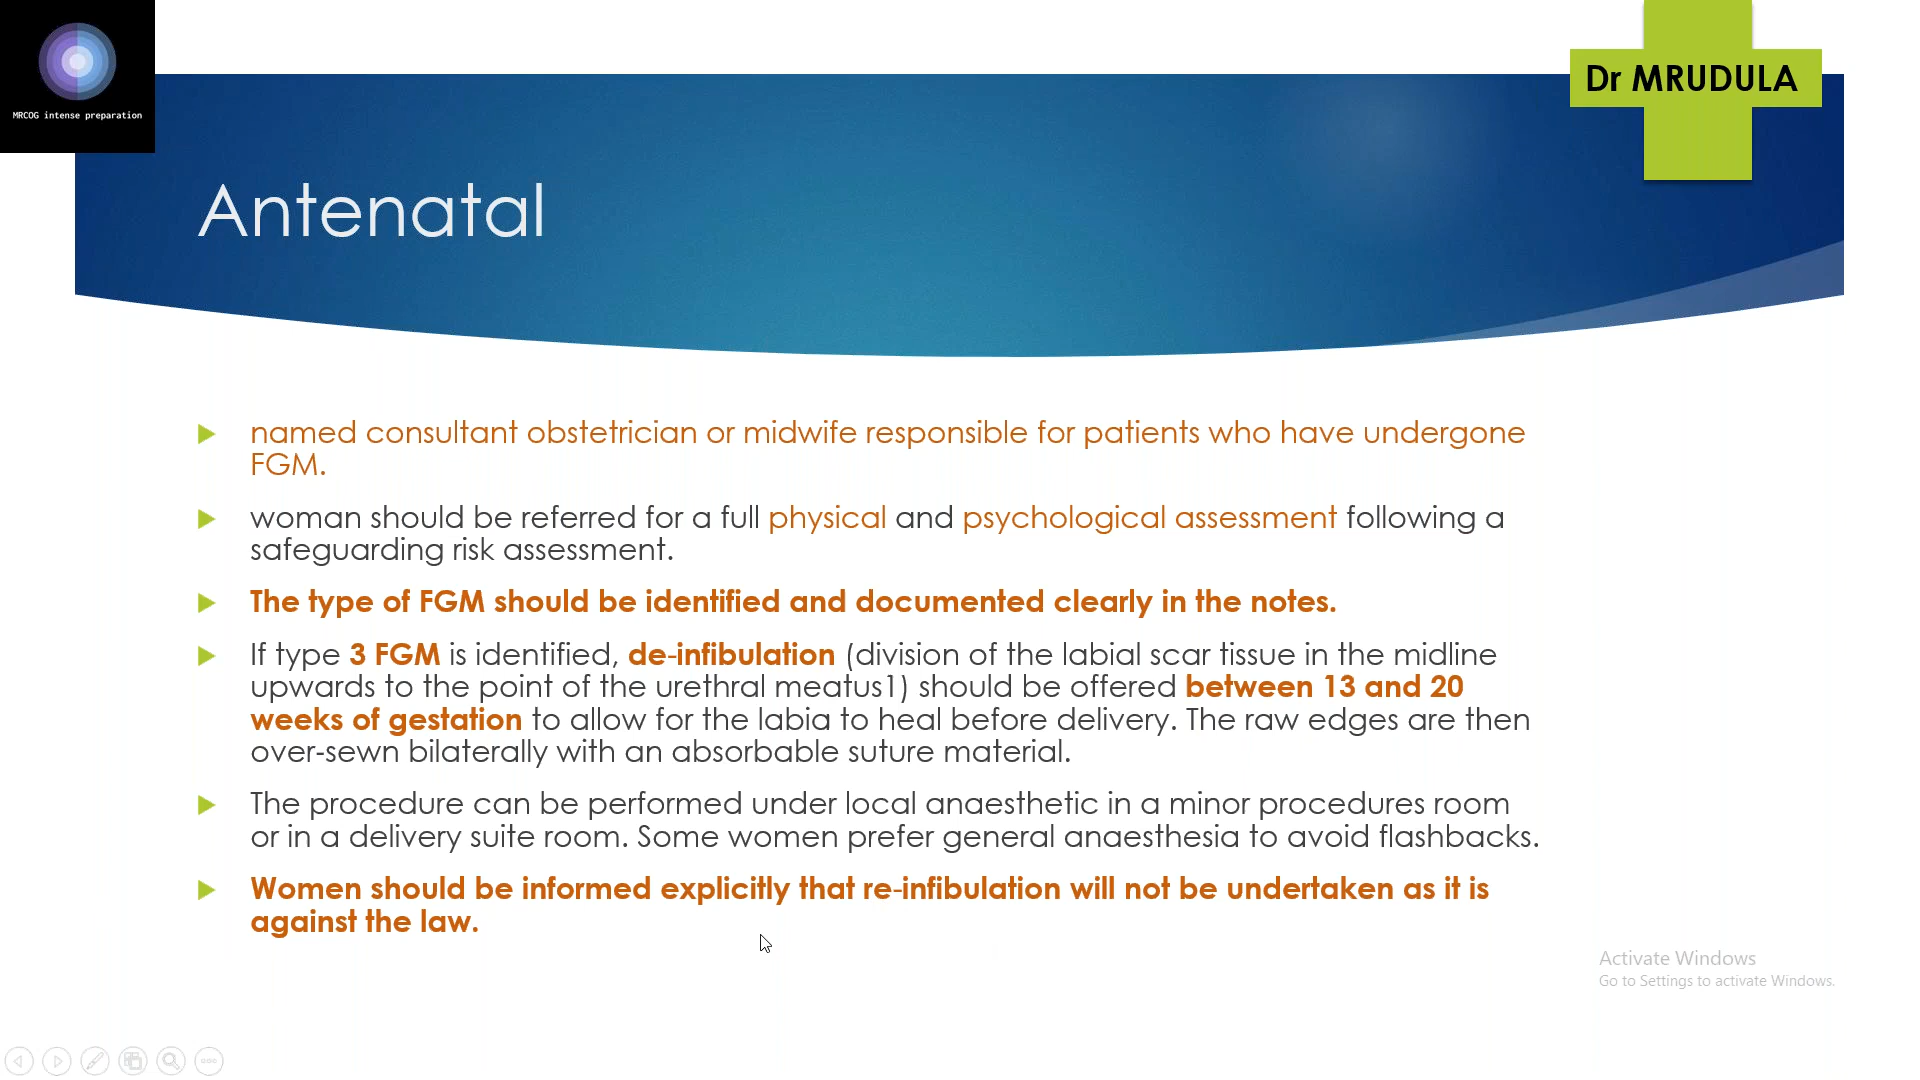 MRCOG intense preparation
Dr MRUDULA
Antenatal
named consultant obstetrician or midwife responsible for patients who have undergone
FGM.
woman should be referred for a full physical and psychological assessment following a
safeguarding risk assessment.
The type of FGM should be identified and documented clearly in the notes.
If type 3 FGM is identified, de-infibulation (division of the labial scar tissue in the midline
upwards to the point of the urethral meatus1) should be offered between 13 and 20
weeks of gestation to allow for the labia to heal before delivery. The raw edges are then
over-sewn bilaterally with an absorbable suture material.
The procedure can be performed under local anaesthetic in a minor procedures room
or in a delivery suite room. Some women prefer general anaesthesia to avoid flashbacks.
Women should be informed explicitly that re-infibulation will not be undertaken as it is
against the law.
Activate Windows
Go to Settings to activate Windows.